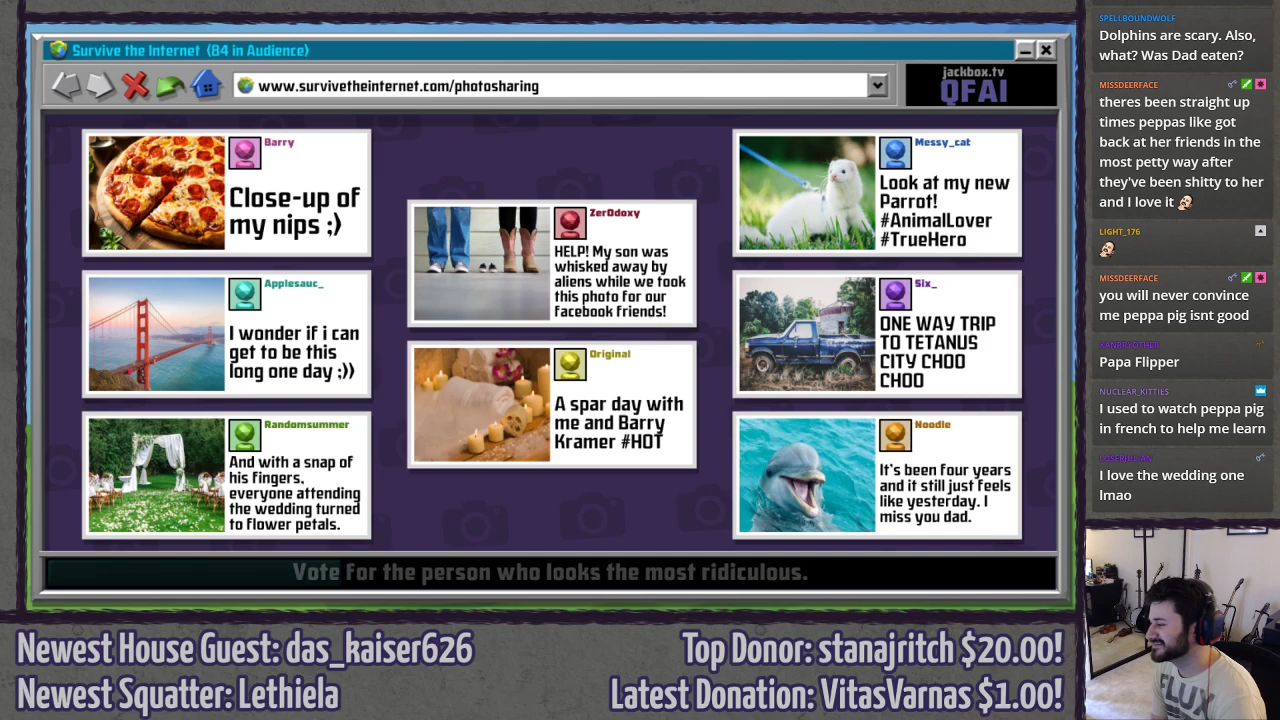 Survive the Internet (84 in Audience)
www.survivetheinternet.com/photosharing
jackbox.tv
QFAI
Barry
Close-up of
my nips ;)
Applesauc_
I wonder if i can
get to be this
long one day ;))
Randomsummer
And with a snap of
his fingers,
everyone attending
the wedding turned
to flower petals.
Zer0doxy
HELP! My son was
whisked away by
aliens while we took
this photo for our
facebook friends!
Original
A spar day with
me and Barry
Kramer #HOT
Messy_cat
Look at my new
Parrot!
#AnimalLover
#TrueHero
Six_
ONE WAY TRIP
TO TETANUS
CITY CHOO
CHOO
Noodle
It's been four years
and it still just feels
like yesterday. I
miss you dad.
Vote for the person who looks the most ridiculous.
SPELLBOUNDWOLF
Dolphins are scary. Also,
what? Was Dad eaten?
MISSDEERFACE
theres been straight up
times peppas like got
back at her friends in the
most petty way after
they've been shitty to her
and I love it
LIGHT_176
MISSDEERFACE
you will never convince
me peppa pig isnt good
Papa Flipper
NUCLEAR_KITTIES
I used to watch peppa pig
in french to help me learn
I love the wedding one
lmao
Newest House Guest: das_kaiser626
Newest Squatter: Lethiela
Top Donor: stanajritch $20.00!
Latest Donation: VitasVarnas $1.00!
FLUX